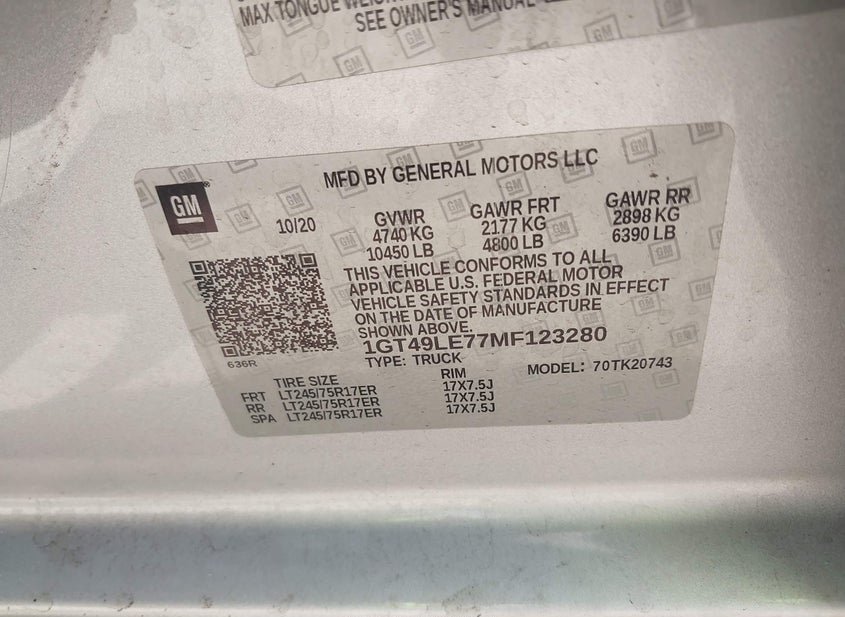 MAX TONGUE WEIGHT
SEE OWNER'S MANUAL
MFD BY GENERAL MOTORS LLC
GM
10/20
GVWR
4740 KG
10450 LB
GAWR FRT
2177 KG
4800 LB
GAWR RR
2898 KG
6390 LB
THIS VEHICLE CONFORMS TO ALL
APPLICABLE U.S. FEDERAL MOTOR
VEHICLE SAFETY STANDARDS IN EFFECT
ON THE DATE OF MANUFACTURE
SHOWN ABOVE.
1GT49LE77MF123280
TYPE: TRUCK
MODEL: 70TK20743
636R
TIRE SIZE
RIM
FRT LT245/75R17ER 17X7.5J
RR LT245/75R17ER 17X7.5J
SPA LT245/75R17ER 17X7.5J